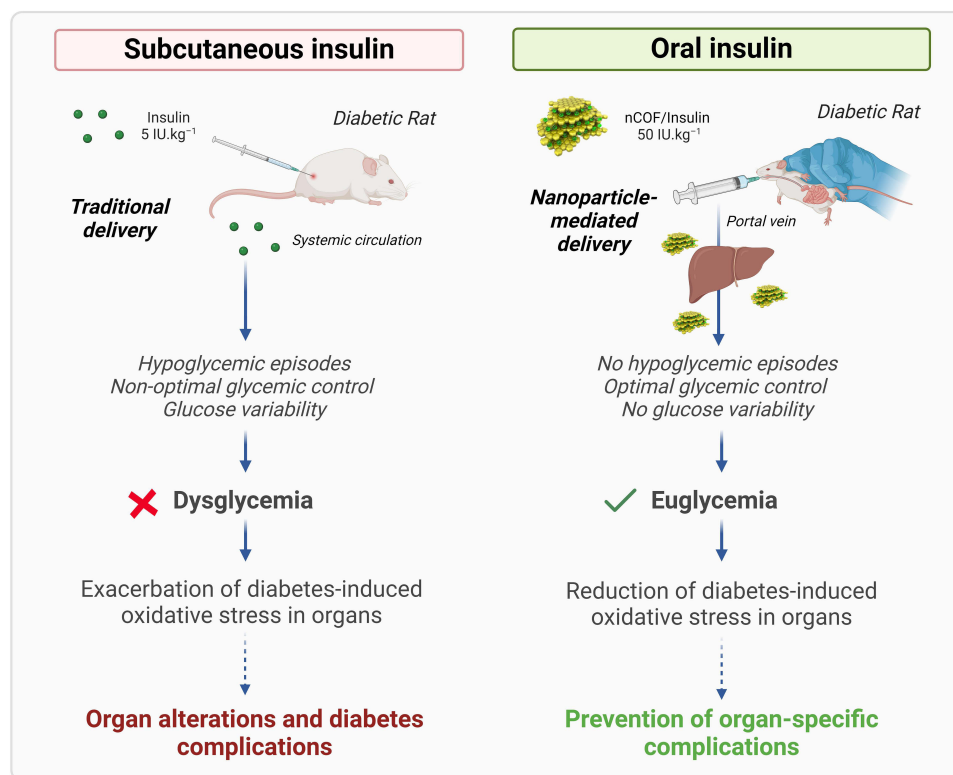 Subcutaneous insulin
Insulin
5 IU.kg⁻¹
Diabetic Rat
Traditional
delivery
Systemic circulation
Hypoglycemic episodes
Non-optimal glycemic control
Glucose variability
Dysglycemia
Exacerbation of diabetes-induced
oxidative stress in organs
Organ alterations and diabetes
complications
Oral insulin
nCOF/Insulin
50 IU.kg⁻¹
Diabetic Rat
Nanoparticle-
mediated
delivery
Portal vein
No hypoglycemic episodes
Optimal glycemic control
No glucose variability
Euglycemia
Reduction of diabetes-induced
oxidative stress in organs
Prevention of organ-specific
complications